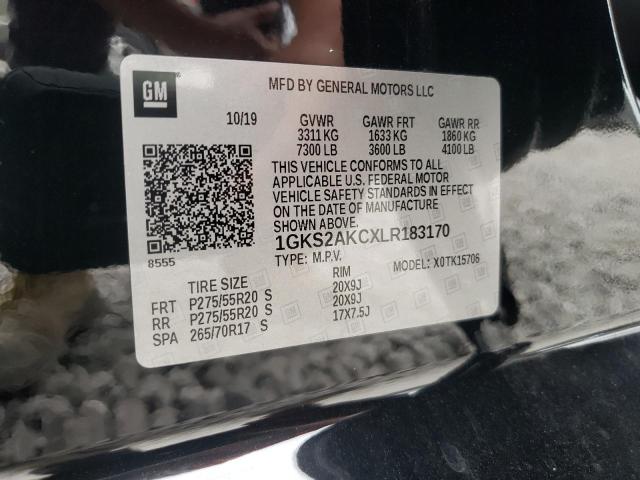 GM
MFD BY GENERAL MOTORS LLC
10/19 GVWR GAWR FRT GAWR RR
3311 KG 1633 KG 1860 KG
7300 LB 3600 LB 4100 LB
THIS VEHICLE CONFORMS TO ALL
APPLICABLE U.S. FEDERAL MOTOR
VEHICLE SAFETY STANDARDS IN EFFECT
ON THE DATE OF MANUFACTURE SHOWN ABOVE.
1GKS2AKCXLR183170
8555 TYPE: M.P.V. MODEL: X0TK15706
TIRE SIZE RIM
FRT P275/55R20 S 20X9J
RR P275/55R20 S 20X9J
SPA 265/70R17 S 17X7.5J